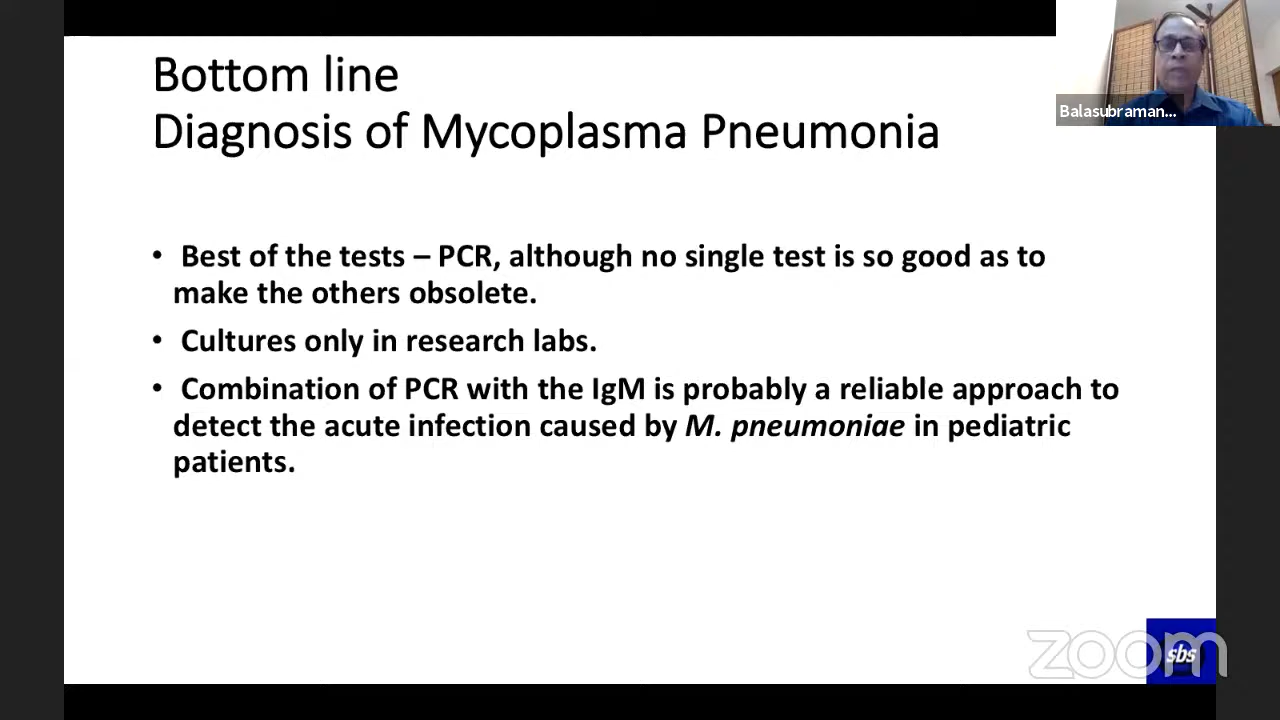 Bottom line
Diagnosis of Mycoplasma Pneumonia
Balasubraman...
• Best of the tests – PCR, although no single test is so good as to
make the others obsolete.
• Cultures only in research labs.
• Combination of PCR with the IgM is probably a reliable approach to
detect the acute infection caused by M. pneumoniae in pediatric
patients.
zoom
sbs